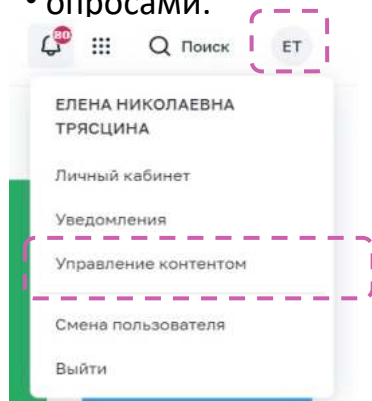 • опросами.
80
Поиск
ЕТ
ЕЛЕНА НИКОЛАЕВНА
ТРЯСЦИНА
Личный кабинет
Уведомления
Управление контентом
Смена пользователя
Выйти